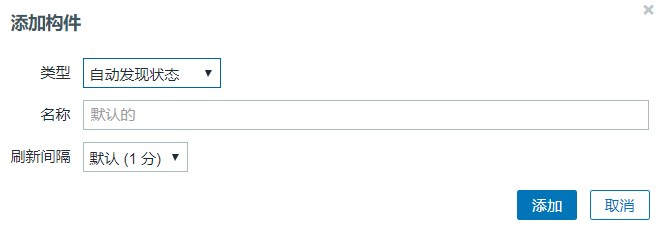 添加构件
类型 自动发现状态
名称 默认的
刷新间隔 默认 (1 分)
添加 取消